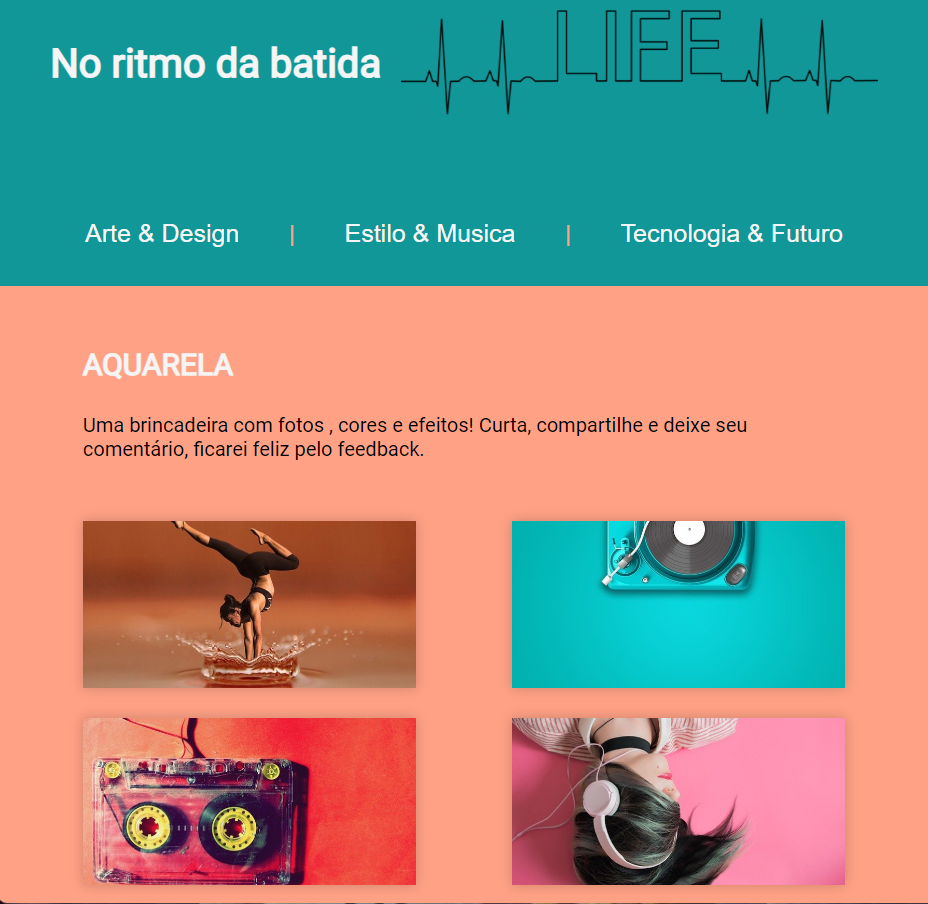 No ritmo da batida
LIFE
Arte & Design | Estilo & Musica | Tecnologia & Futuro
AQUARELA
Uma brincadeira com fotos , cores e efeitos! Curta, compartilhe e deixe seu
comentário, ficarei feliz pelo feedback.